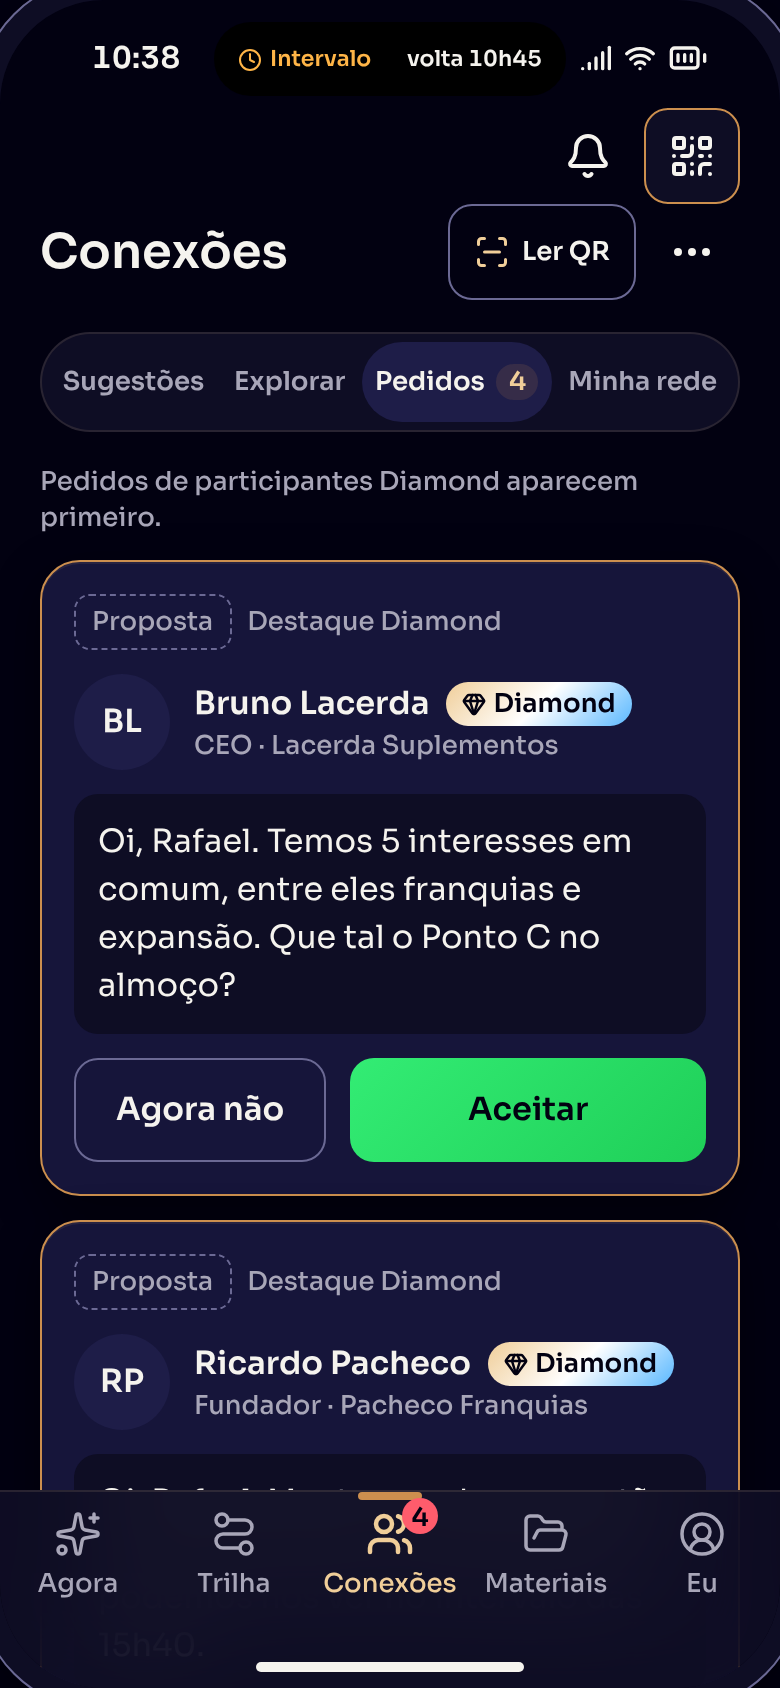 10:38
Intervalo
volta 10h45
Conexões
Ler QR
Sugestões
Explorar
Pedidos 4
Minha rede
Pedidos de participantes Diamond aparecem
primeiro.
Proposta
Destaque Diamond
BL
Bruno Lacerda
Diamond
CEO · Lacerda Suplementos
Oi, Rafael. Temos 5 interesses em
comum, entre eles franquias e
expansão. Que tal o Ponto C no
almoço?
Agora não
Aceitar
Proposta
Destaque Diamond
RP
Ricardo Pacheco
Diamond
Fundador · Pacheco Franquias
4
Agora
Trilha
Conexões
Materiais
Eu
15h40.